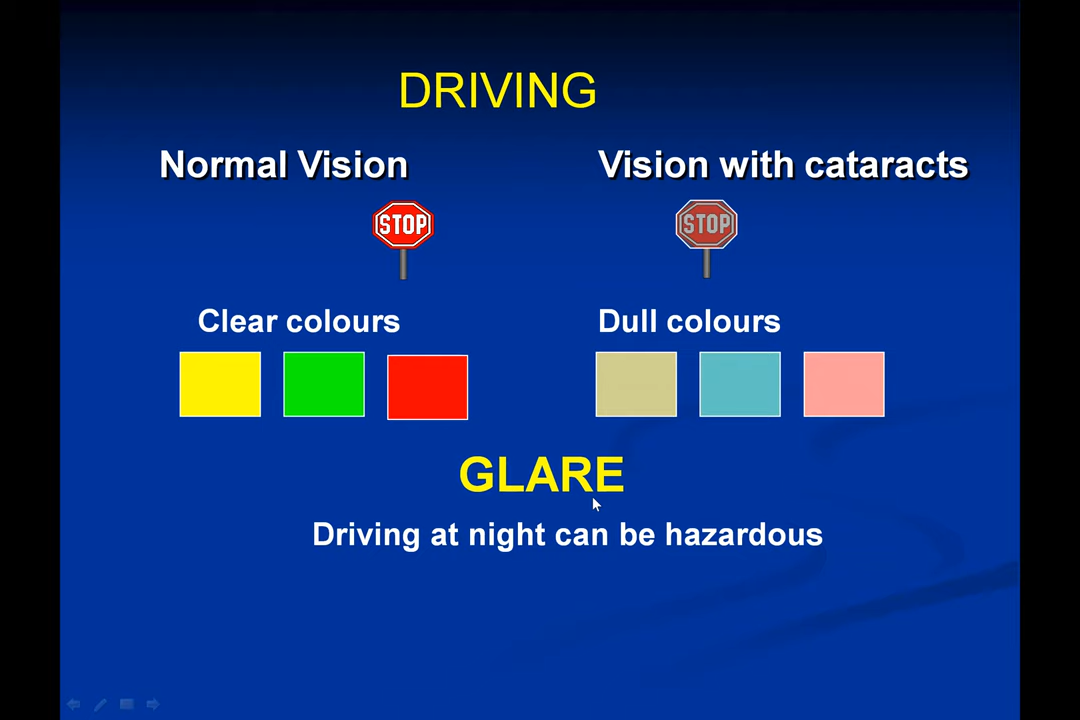 DRIVING
Normal Vision
Vision with cataracts
STOP
STOP
Clear colours
Dull colours
GLARE
Driving at night can be hazardous